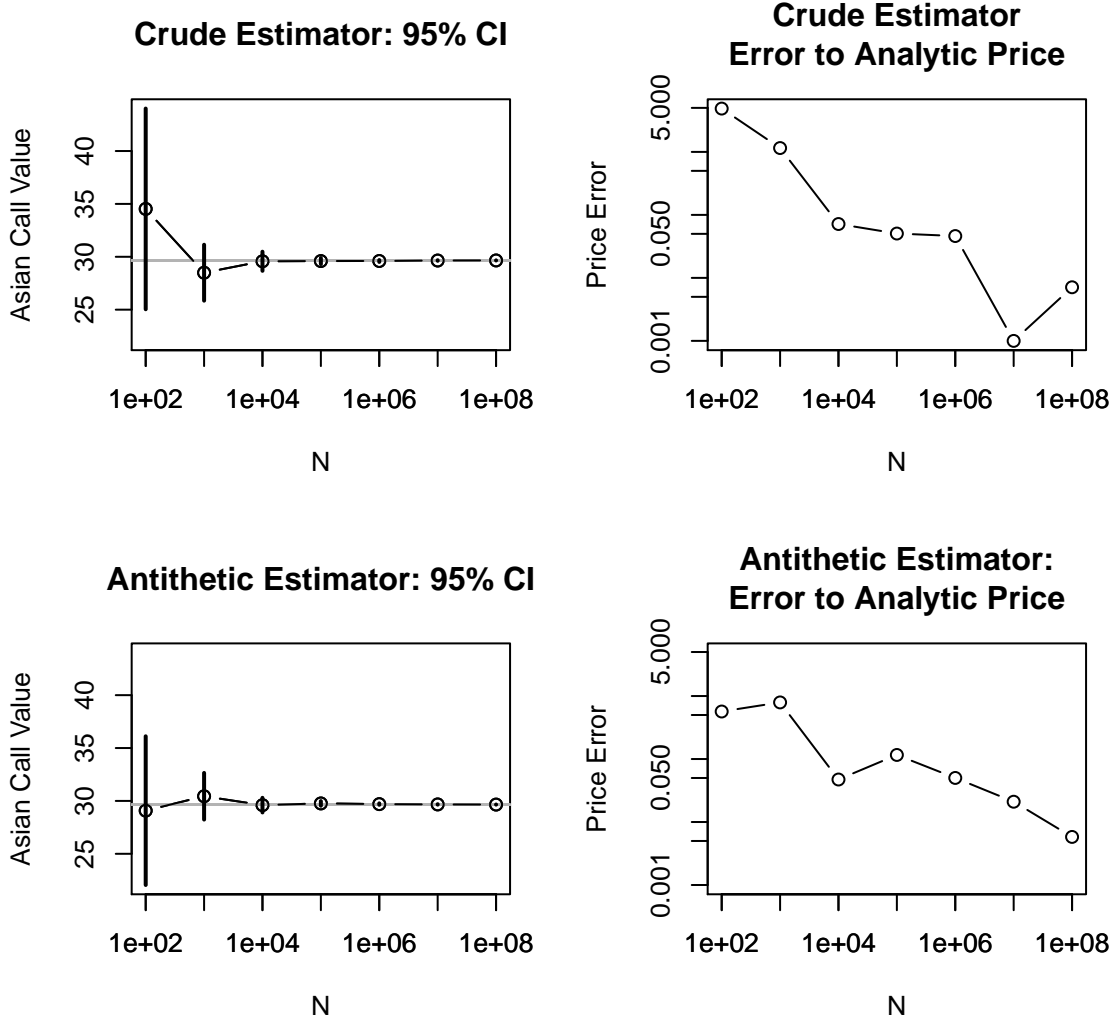 Crude Estimator: 95% CI
Asian Call Value
40
35
30
25
1e+02 1e+04 1e+06 1e+08
N
Crude Estimator
Error to Analytic Price
Price Error
5.000
0.050
0.001
1e+02 1e+04 1e+06 1e+08
N
Antithetic Estimator: 95% CI
Asian Call Value
40
35
30
25
1e+02 1e+04 1e+06 1e+08
N
Antithetic Estimator:
Error to Analytic Price
Price Error
5.000
0.050
0.001
1e+02 1e+04 1e+06 1e+08
N